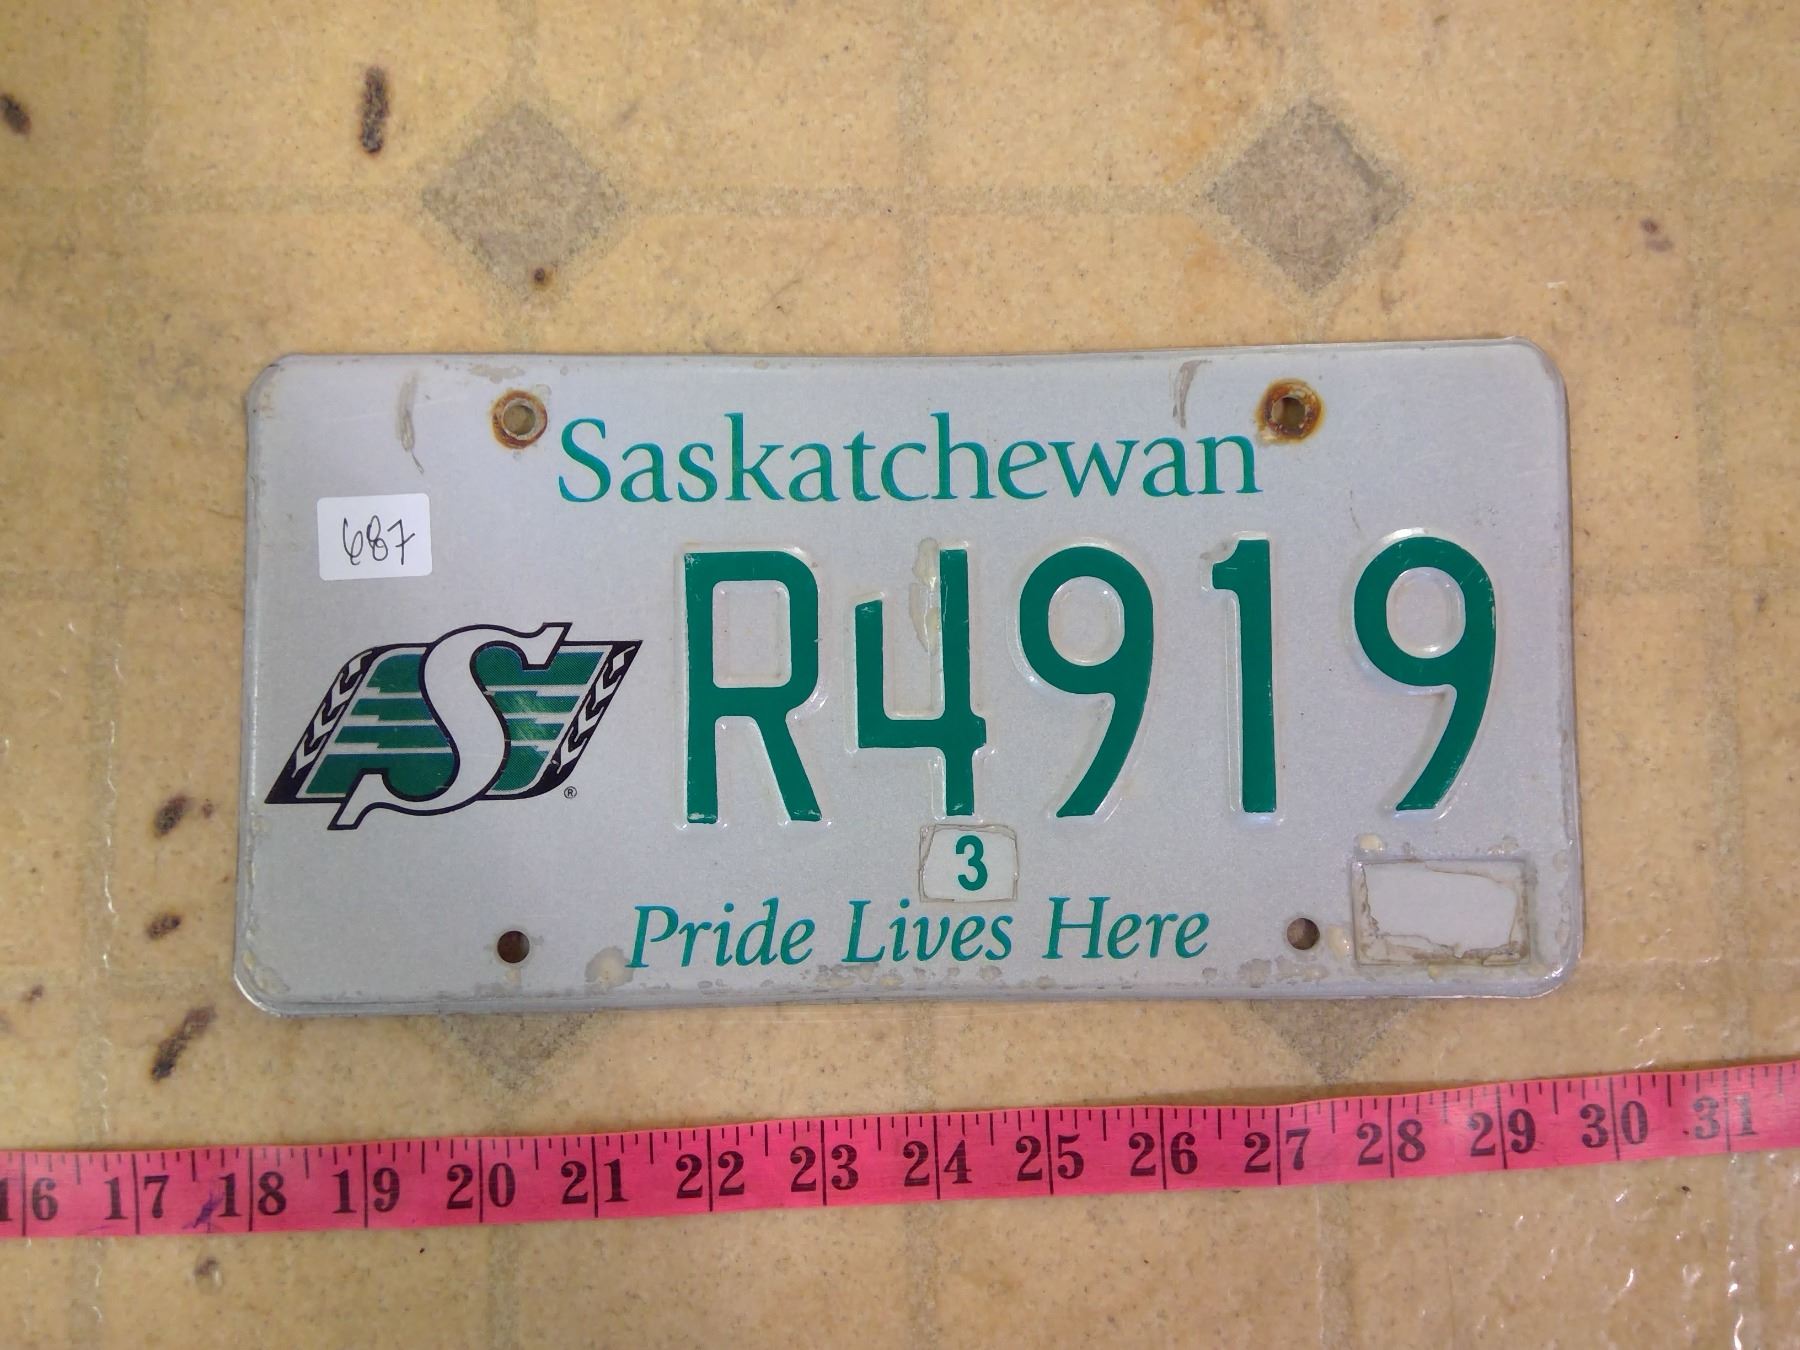 Saskatchewan
687
S
®
R4919
3
Pride Lives Here
16 17 18 19 20 21 22 23 24 25 26 27 28 29 30 31